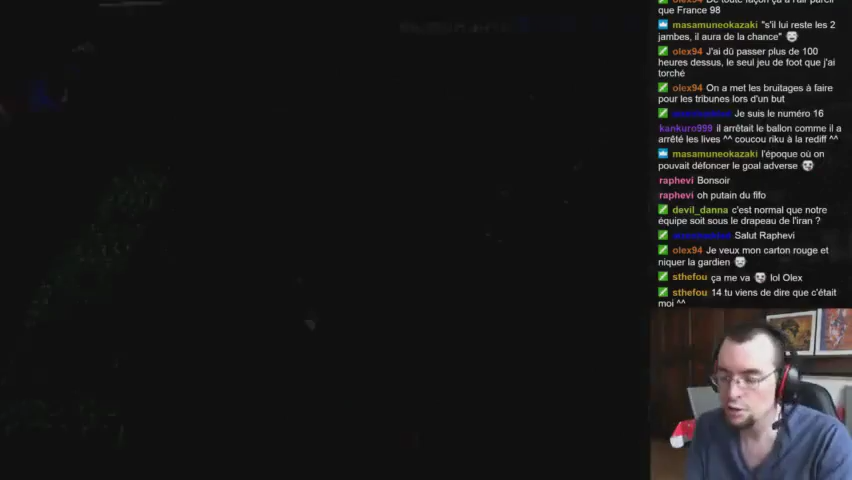 que France 98
masamuneokazaki "s'il lui reste les 2
jambes, il aura de la chance"
olex94 J'ai dû passer plus de 100
heures dessus, le seul jeu de foot que j'ai
torché
olex94 On a met les bruitages à faire
pour les tribunes lors d'un but
Je suis le numéro 16
kankuro999 il arrêtait le ballon comme il a
arrêté les lives ^^ coucou riku à la rediff ^^
masamuneokazaki l'époque où on
pouvait défoncer le goal adverse
raphevi Bonsoir
raphevi oh putain du fifo
devil_danna c'est normal que notre
équipe soit sous le drapeau de l'iran ?
Salut Raphevi
olex94 Je veux mon carton rouge et
niquer la gardien
sthefou ça me va lol Olex
sthefou 14 tu viens de dire que c'était
moi ^^